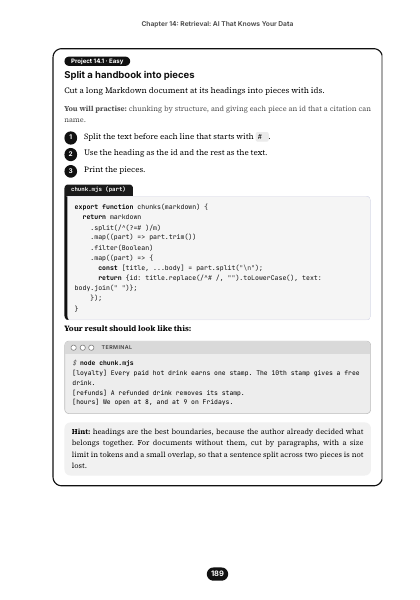 Chapter 14: Retrieval: AI That Knows Your Data
Project 14.1 · Easy
Split a handbook into pieces
Cut a long Markdown document at its headings into pieces with ids.
You will practise: chunking by structure, and giving each piece an id that a citation can
name.
1 Split the text before each line that starts with # .
2 Use the heading as the id and the rest as the text.
3 Print the pieces.
chunk.mjs (part)
export function chunks(markdown) {
  return markdown
    .split(/^(?=# )/m)
    .map((part) => part.trim())
    .filter(Boolean)
    .map((part) => {
      const [title, ...body] = part.split("\n");
      return {id: title.replace(/^# /, "").toLowerCase(), text:
body.join(" ")};
    });
}
Your result should look like this:
TERMINAL
$ node chunk.mjs
[loyalty] Every paid hot drink earns one stamp. The 10th stamp gives a free
drink.
[refunds] A refunded drink removes its stamp.
[hours] We open at 8, and at 9 on Fridays.
Hint: headings are the best boundaries, because the author already decided what
belongs together. For documents without them, cut by paragraphs, with a size
limit in tokens and a small overlap, so that a sentence split across two pieces is not
lost.
189